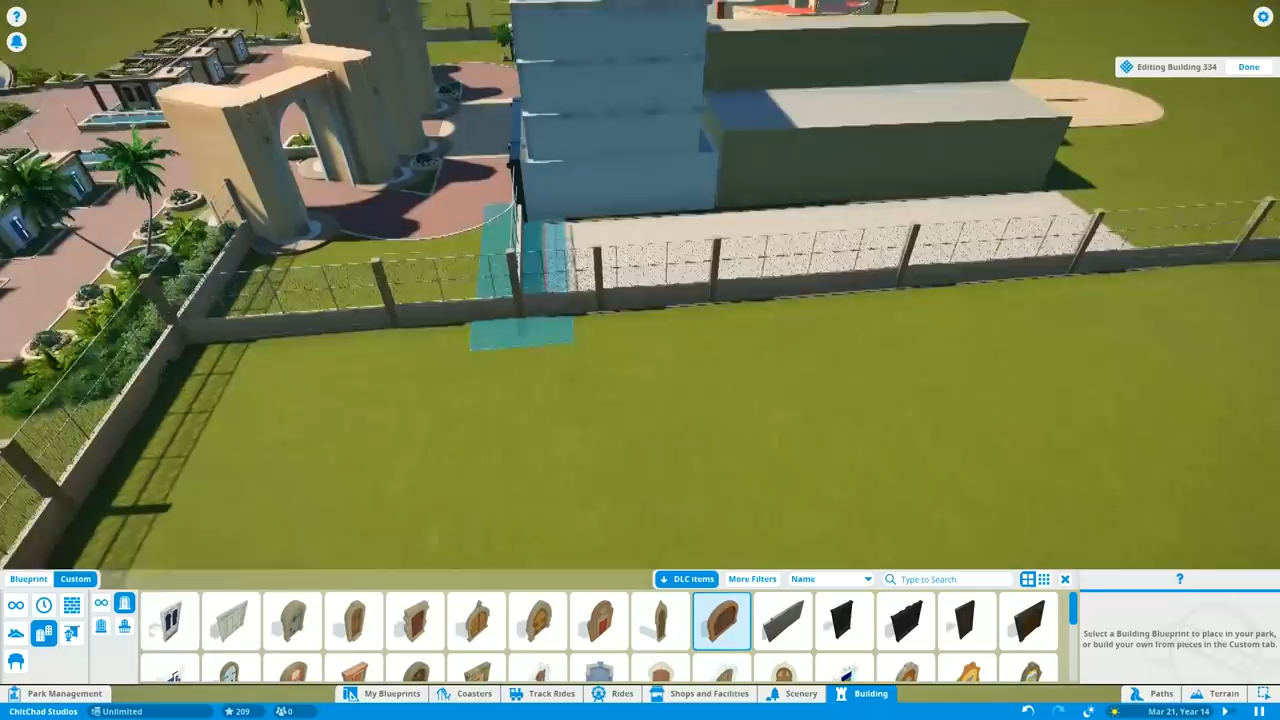 ?
Editing Building 334 Done
Blueprint Custom
DLC items More Filters Name Type to Search
?
Select a Building Blueprint to place in your park,
or build your own from pieces in the Custom tab.
Park Management My Blueprints Coasters Track Rides Rides Shops and Facilities Scenery Building Paths Terrain
ChitChad Studios Unlimited 209 0 Mar 21, Year 14